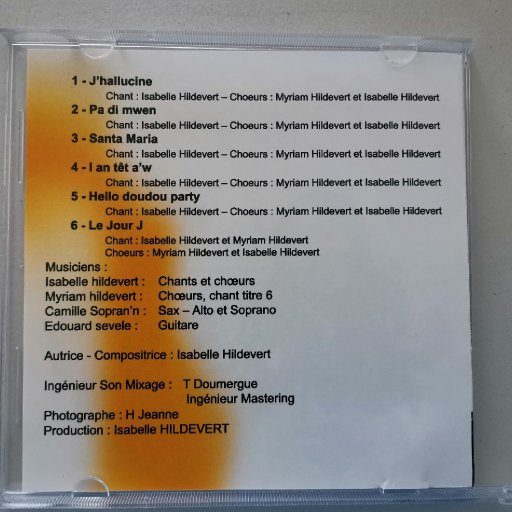 1 - J'hallucine
Chant : Isabelle Hildevert – Choeurs : Myriam Hildevert et Isabelle Hildevert
2 - Pa di mwen
Chant : Isabelle Hildevert – Choeurs : Myriam Hildevert et Isabelle Hildevert
3 - Santa Maria
Chant : Isabelle Hildevert – Choeurs : Myriam Hildevert et Isabelle Hildevert
4 - I an têt a'w
Chant : Isabelle Hildevert – Choeurs : Myriam Hildevert et Isabelle Hildevert
5 - Hello doudou party
Chant : Isabelle Hildevert – Choeurs : Myriam Hildevert et Isabelle Hildevert
6 - Le Jour J
Chant : Isabelle Hildevert et Myriam Hildevert
Choeurs : Myriam Hildevert et Isabelle Hildevert
Musiciens :
Isabelle hildevert : Chants et chœurs
Myriam hildevert : Chœurs, chant titre 6
Camille Sopran'n : Sax – Alto et Soprano
Edouard sevele : Guitare
Autrice - Compositrice : Isabelle Hildevert
Ingénieur Son Mixage : T Doumergue
Ingénieur Mastering
Photographe : H Jeanne
Production : Isabelle HILDEVERT